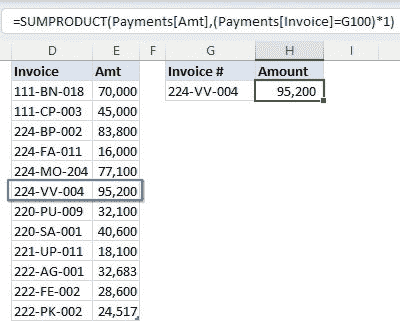 =SUMPRODUCT(Payments[Amt],(Payments[Invoice]=G100)*1)
D E F G H I
Invoice Amt Invoice # Amount
111-BN-018 70,000 224-VV-004 95,200
111-CP-003 45,000
224-BP-002 83,800
224-FA-011 16,000
224-MO-204 77,100
224-VV-004 95,200
220-PU-009 32,100
220-SA-001 40,600
221-UP-011 18,100
222-AG-001 32,683
222-FE-002 28,600
222-PK-002 24,517